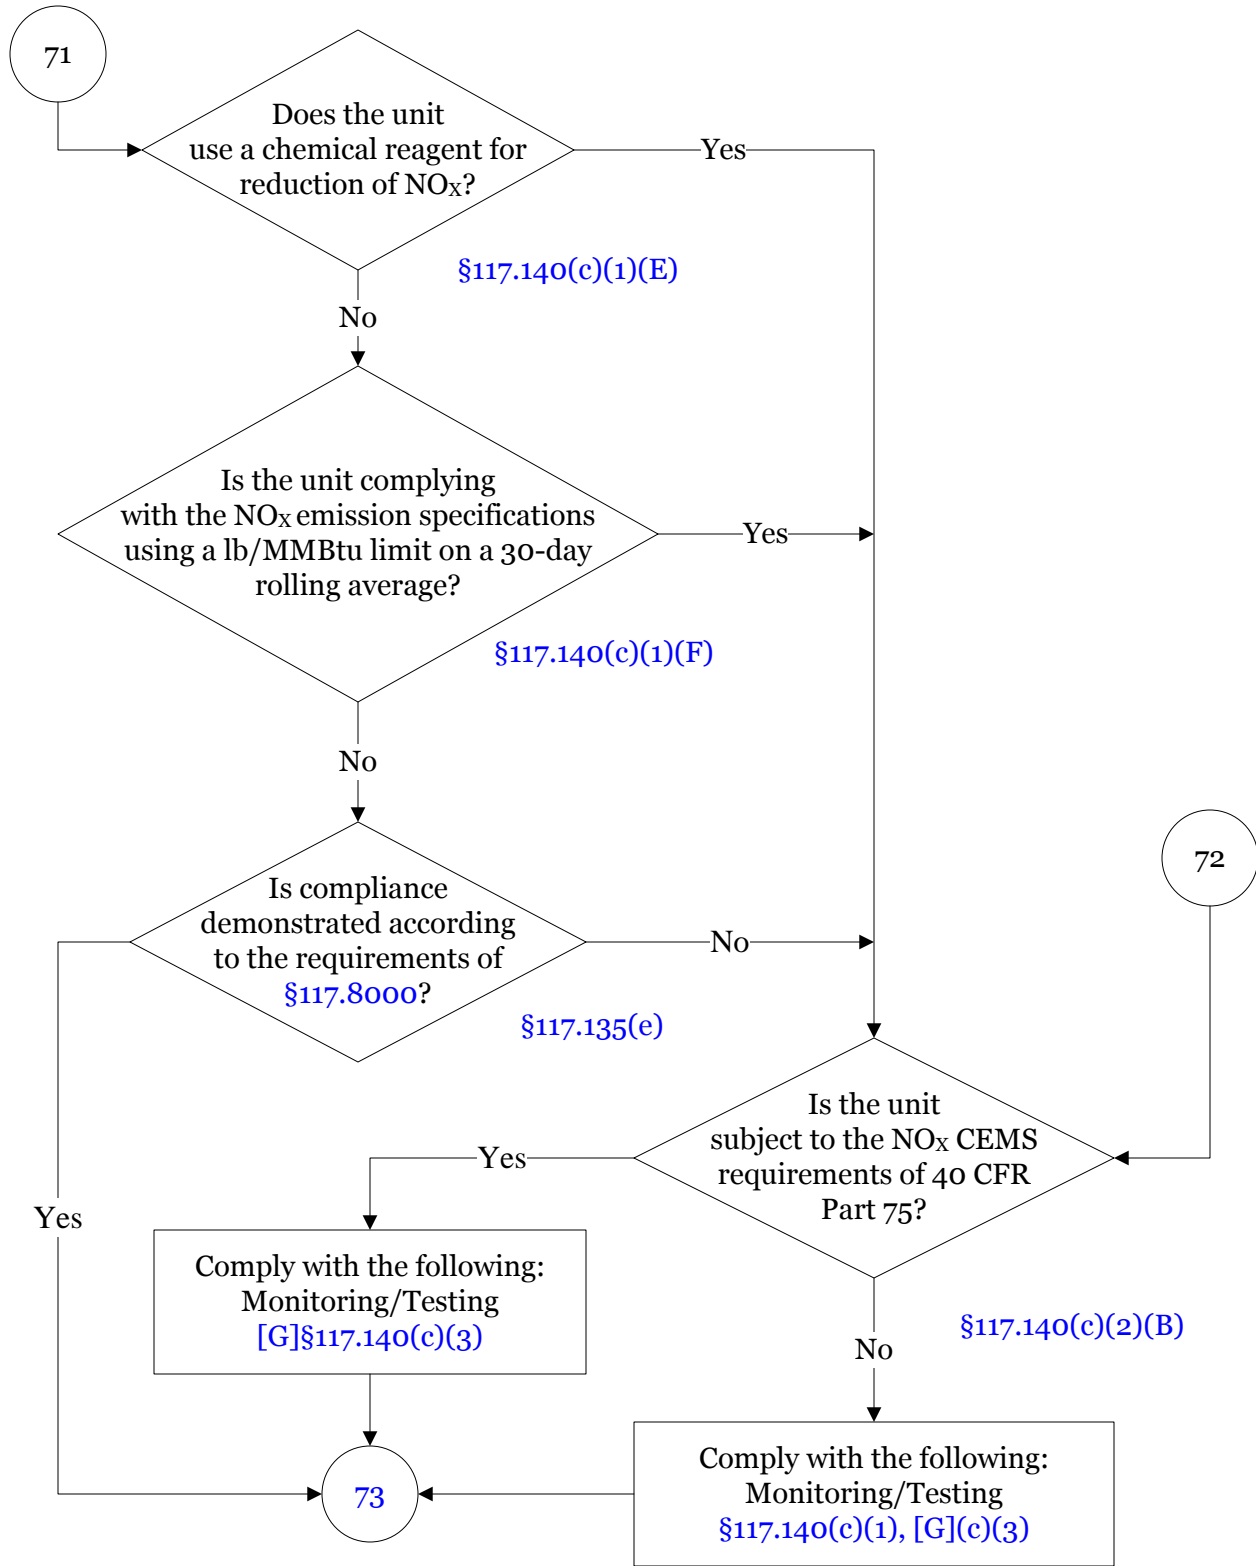 71
Does the unit
use a chemical reagent for
reduction of NOX?
Yes
§117.140(c)(1)(E)
No
Is the unit complying
with the NOX emission specifications
using a lb/MMBtu limit on a 30-day
rolling average?
Yes
§117.140(c)(1)(F)
No
72
Is compliance
demonstrated according
to the requirements of
§117.8000?
No
§117.135(e)
Is the unit
subject to the NOX CEMS
requirements of 40 CFR
Part 75?
Yes
Yes
Comply with the following:
Monitoring/Testing
[G]§117.140(c)(3)
§117.140(c)(2)(B)
No
Comply with the following:
Monitoring/Testing
§117.140(c)(1), [G](c)(3)
73